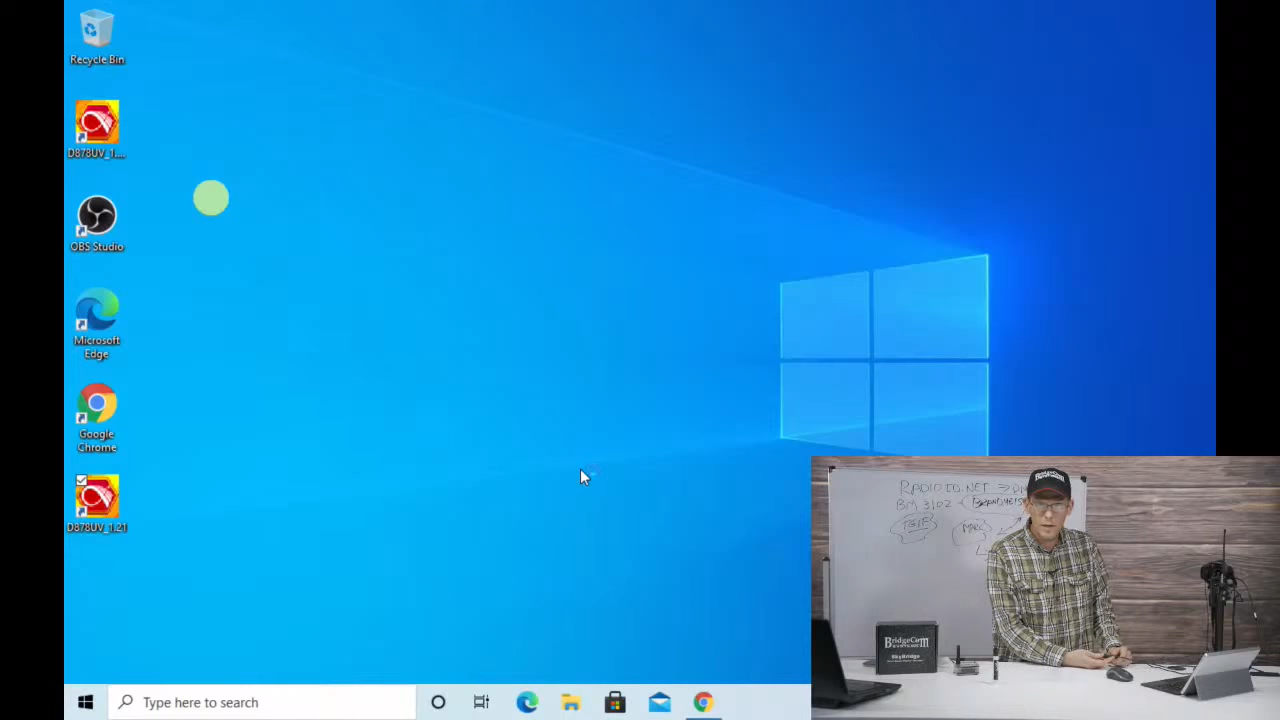 Recycle Bin
D878UV_1....
OBS Studio
Microsoft
Edge
Google
Chrome
D878UV_1.21
Type here to search
RADIOID.NET →
BM 3102
BRIDGECOM
SkyBridge